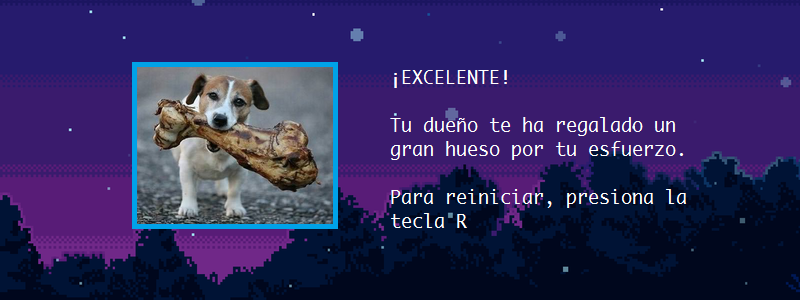 ¡EXCELENTE!
Tu dueño te ha regalado un
gran hueso por tu esfuerzo.
Para reiniciar, presiona la
tecla R